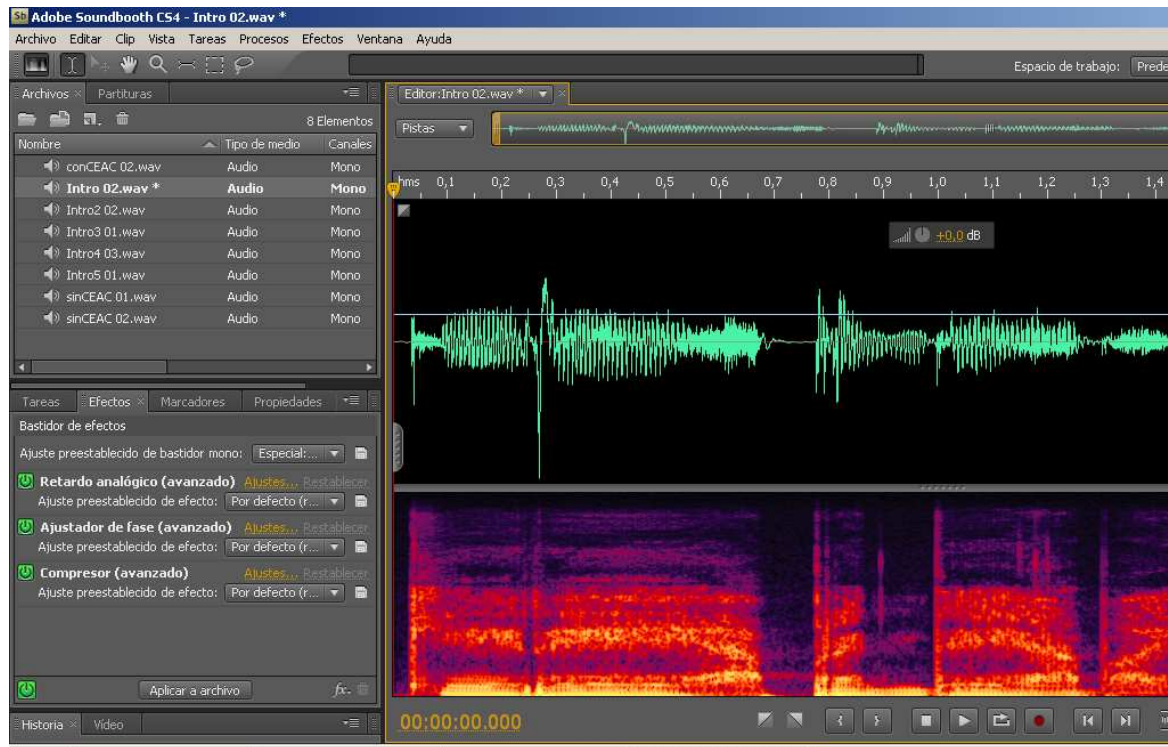 Sb Adobe Soundbooth CS4 - Intro 02.wav *
Archivo Editar Clip Vista Tareas Procesos Efectos Ventana Ayuda
Espacio de trabajo: Prede
Archivos Partituras
8 Elementos
Nombre Tipo de medio Canales
conCEAC 02.wav Audio Mono
Intro 02.wav * Audio Mono
Intro2 02.wav Audio Mono
Intro3 01.wav Audio Mono
Intro4 03.wav Audio Mono
Intro5 01.wav Audio Mono
sinCEAC 01.wav Audio Mono
sinCEAC 02.wav Audio Mono
Tareas Efectos Marcadores Propiedades
Bastidor de efectos
Ajuste preestablecido de bastidor mono: Especial:...
Retardo analógico (avanzado) Ajustes... Restablecer
Ajuste preestablecido de efecto: Por defecto (r...
Ajustador de fase (avanzado) Ajustes... Restablecer
Ajuste preestablecido de efecto: Por defecto (r...
Compresor (avanzado) Ajustes... Restablecer
Ajuste preestablecido de efecto: Por defecto (r...
Aplicar a archivo fx.
Historia Vídeo
Editor:Intro 02.wav *
Pistas
hms 0,1 0,2 0,3 0,4 0,5 0,6 0,7 0,8 0,9 1,0 1,1 1,2 1,3 1,4
+0,0 dB
00:00:00.000